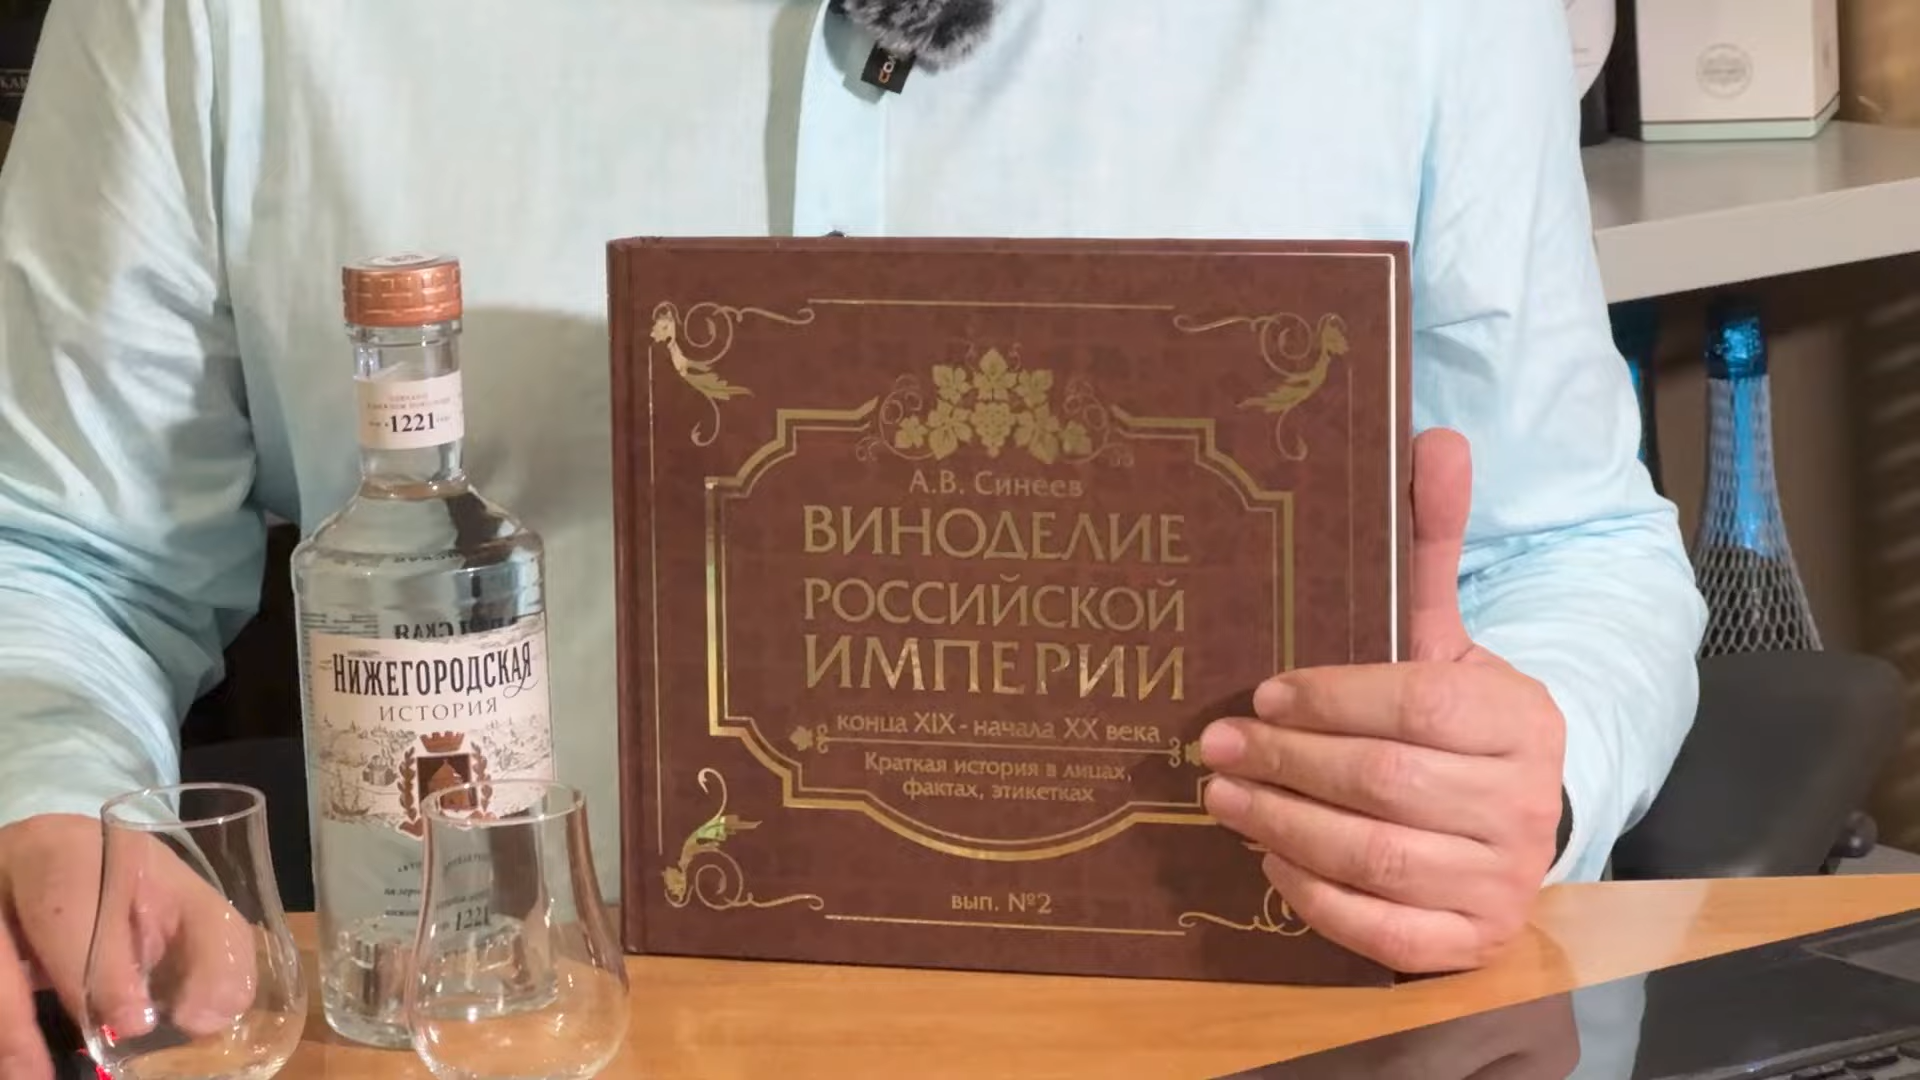 1221
НИЖЕГОРОДСКАЯ
ИСТОРИЯ
1221
А.В. Синеев
ВИНОДЕЛИЕ
РОССИЙСКОЙ
ИМПЕРИИ
конца XIX - начала XX века
Краткая история в лицах,
фактах, этикетках
вып. №2